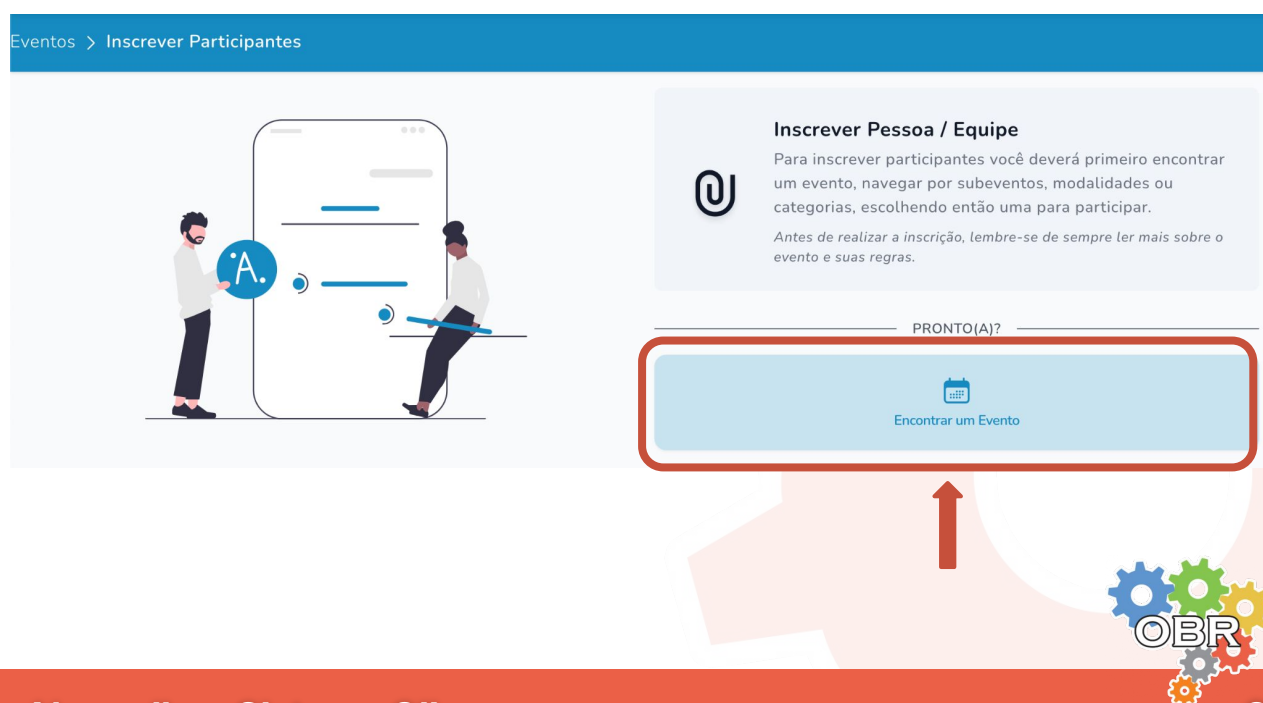 Eventos > Inscrever Participantes
Inscrever Pessoa / Equipe
Para inscrever participantes você deverá primeiro encontrar
um evento, navegar por subeventos, modalidades ou
categorias, escolhendo então uma para participar.
Antes de realizar a inscrição, lembre-se de sempre ler mais sobre o
evento e suas regras.
PRONTO(A)?
Encontrar um Evento
A.
OBR